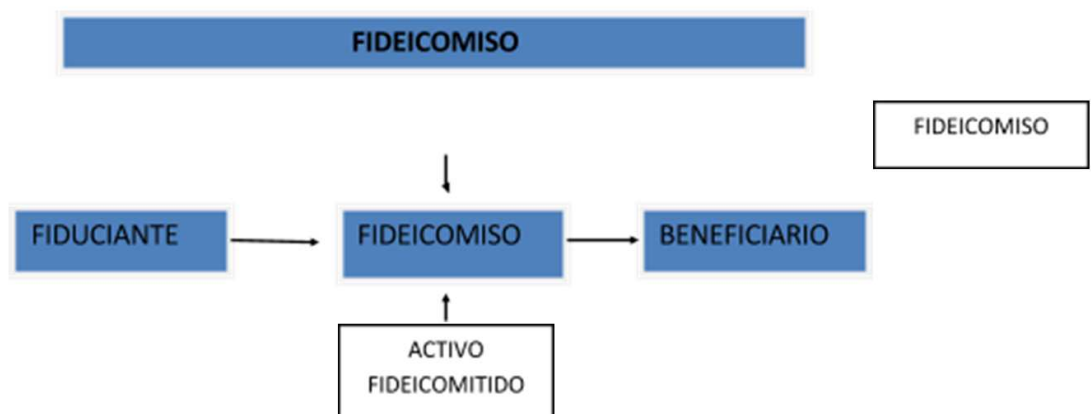 FIDEICOMISO
FIDEICOMISO
FIDUCIANTE
FIDEICOMISO
BENEFICIARIO
ACTIVO
FIDEICOMITIDO